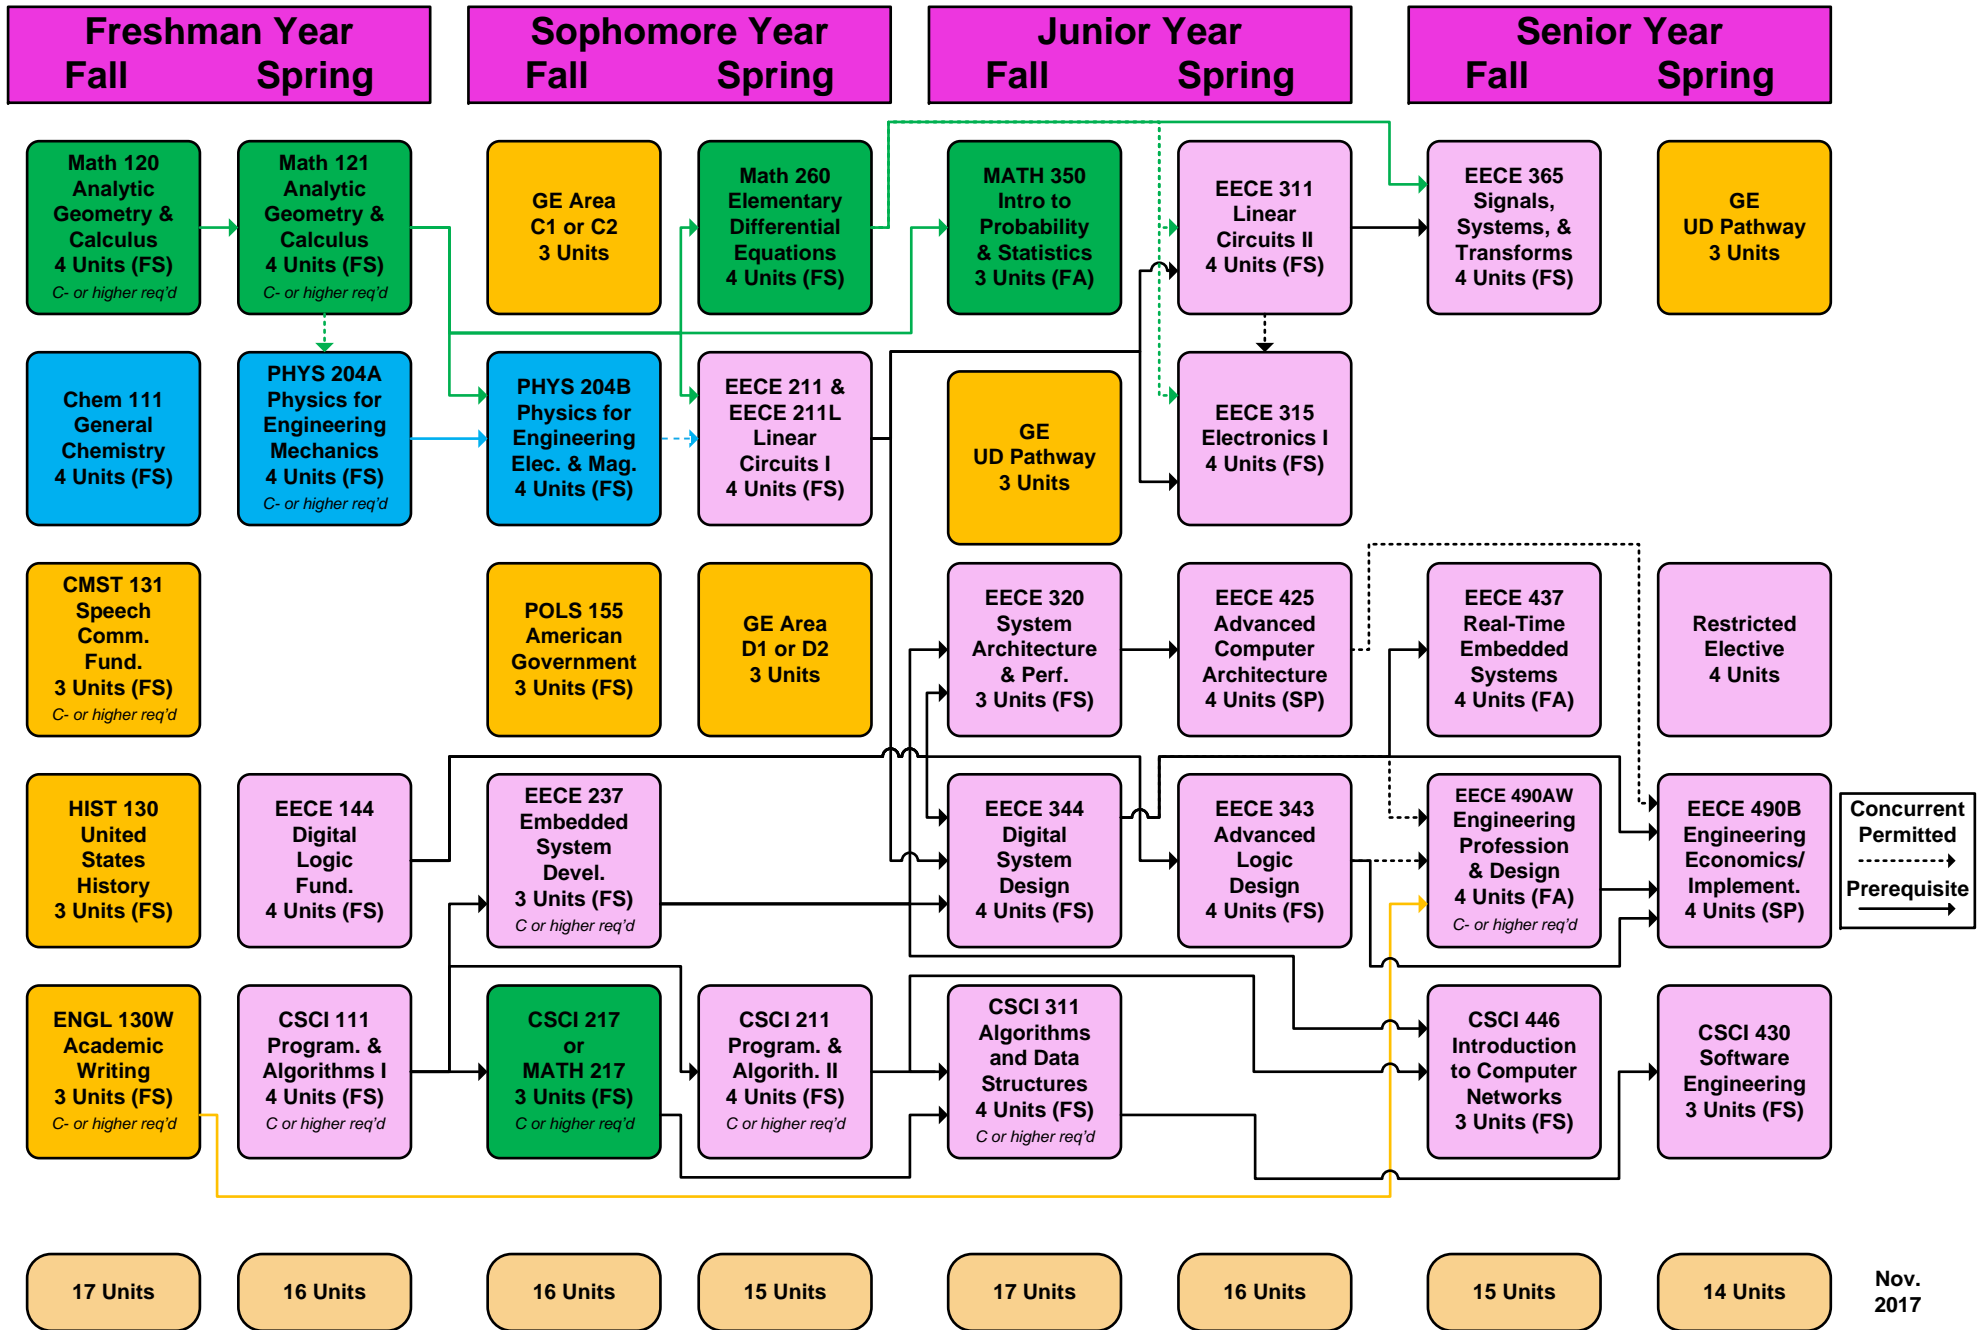 Freshman Year
Fall Spring
Sophomore Year
Fall Spring
Junior Year
Fall Spring
Senior Year
Fall Spring
Math 120
Analytic
Geometry &
Calculus
4 Units (FS)
C- or higher req'd
Math 121
Analytic
Geometry &
Calculus
4 Units (FS)
C- or higher req'd
GE Area
C1 or C2
3 Units
Math 260
Elementary
Differential
Equations
4 Units (FS)
MATH 350
Intro to
Probability
& Statistics
3 Units (FA)
EECE 311
Linear
Circuits II
4 Units (FS)
EECE 365
Signals,
Systems, &
Transforms
4 Units (FS)
GE
UD Pathway
3 Units
Chem 111
General
Chemistry
4 Units (FS)
PHYS 204A
Physics for
Engineering
Mechanics
4 Units (FS)
C- or higher req'd
PHYS 204B
Physics for
Engineering
Elec. & Mag.
4 Units (FS)
EECE 211 &
EECE 211L
Linear
Circuits I
4 Units (FS)
GE
UD Pathway
3 Units
EECE 315
Electronics I
4 Units (FS)
CMST 131
Speech
Comm.
Fund.
3 Units (FS)
C- or higher req'd
POLS 155
American
Government
3 Units (FS)
GE Area
D1 or D2
3 Units
EECE 320
System
Architecture
& Perf.
3 Units (FS)
EECE 425
Advanced
Computer
Architecture
4 Units (SP)
EECE 437
Real-Time
Embedded
Systems
4 Units (FA)
Restricted
Elective
4 Units
HIST 130
United
States
History
3 Units (FS)
EECE 144
Digital
Logic
Fund.
4 Units (FS)
EECE 237
Embedded
System
Devel.
3 Units (FS)
C or higher req'd
EECE 344
Digital
System
Design
4 Units (FS)
EECE 343
Advanced
Logic
Design
4 Units (FS)
EECE 490AW
Engineering
Profession
& Design
4 Units (FA)
C- or higher req'd
EECE 490B
Engineering
Economics/
Implement.
4 Units (SP)
Concurrent
Permitted
Prerequisite
ENGL 130W
Academic
Writing
3 Units (FS)
C- or higher req'd
CSCI 111
Program. &
Algorithms I
4 Units (FS)
C or higher req'd
CSCI 217
or
MATH 217
3 Units (FS)
C or higher req'd
CSCI 211
Program. &
Algorith. II
4 Units (FS)
C or higher req'd
CSCI 311
Algorithms
and Data
Structures
4 Units (FS)
C or higher req'd
CSCI 446
Introduction
to Computer
Networks
3 Units (FS)
CSCI 430
Software
Engineering
3 Units (FS)
17 Units
16 Units
16 Units
15 Units
17 Units
16 Units
15 Units
14 Units
Nov.
2017